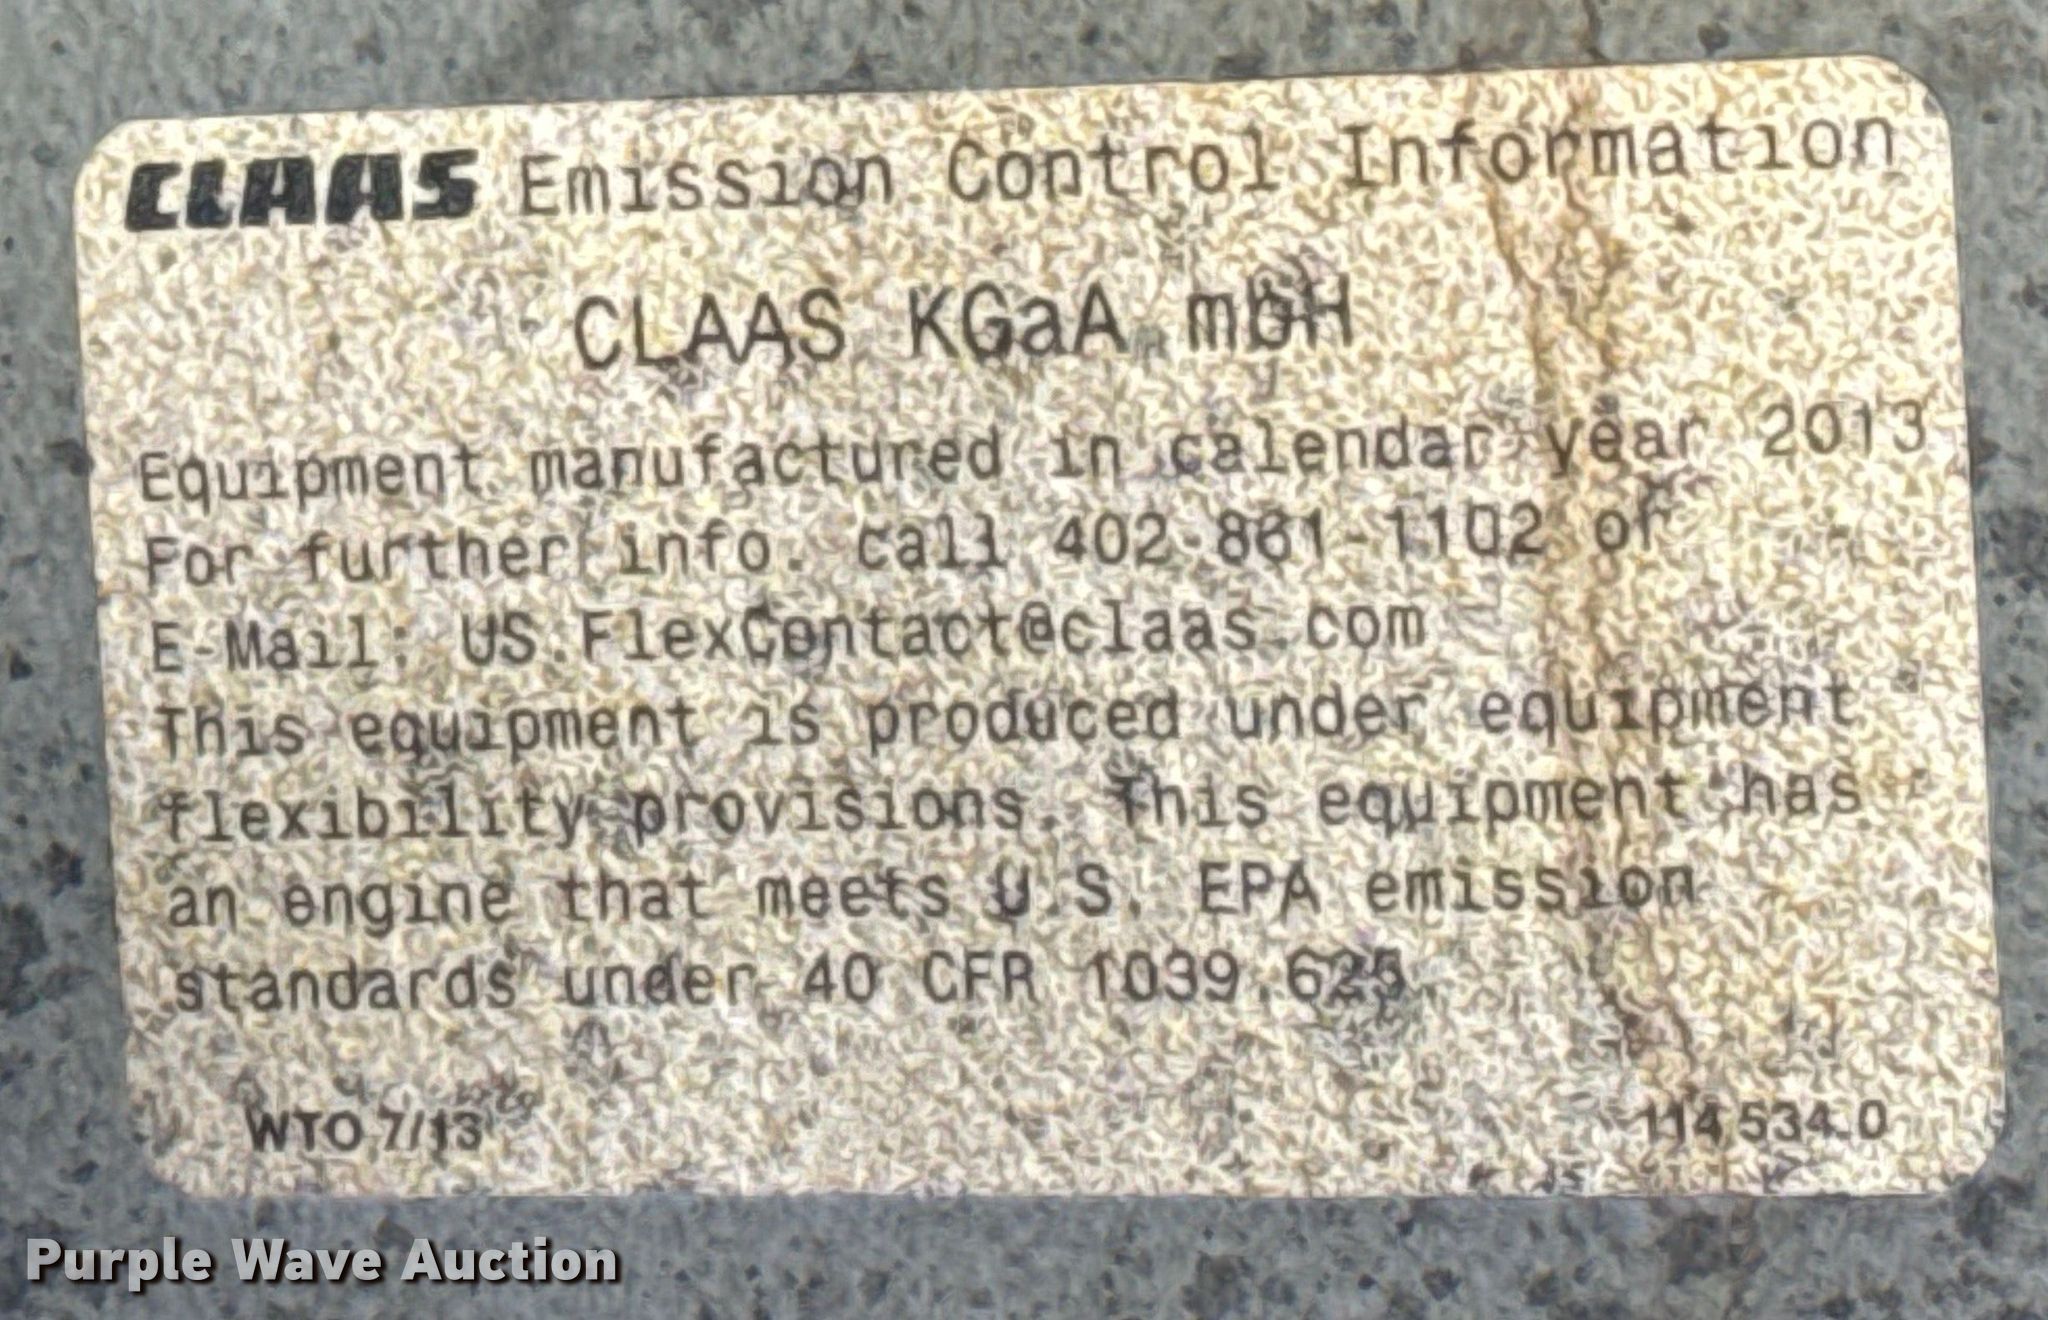 CLAAS Emission Control Information
CLAAS KGaA mbH
Equipment manufactured in calendar year 2013
For further info. call 402-861-1102 or
E-Mail: US.FlexContact@claas.com
This equipment is produced under equipment
flexibility provisions. This equipment has
an engine that meets U.S. EPA emission
standards under 40 CFR 1039.625.
WTO 7/13
114 534.0
Purple Wave Auction